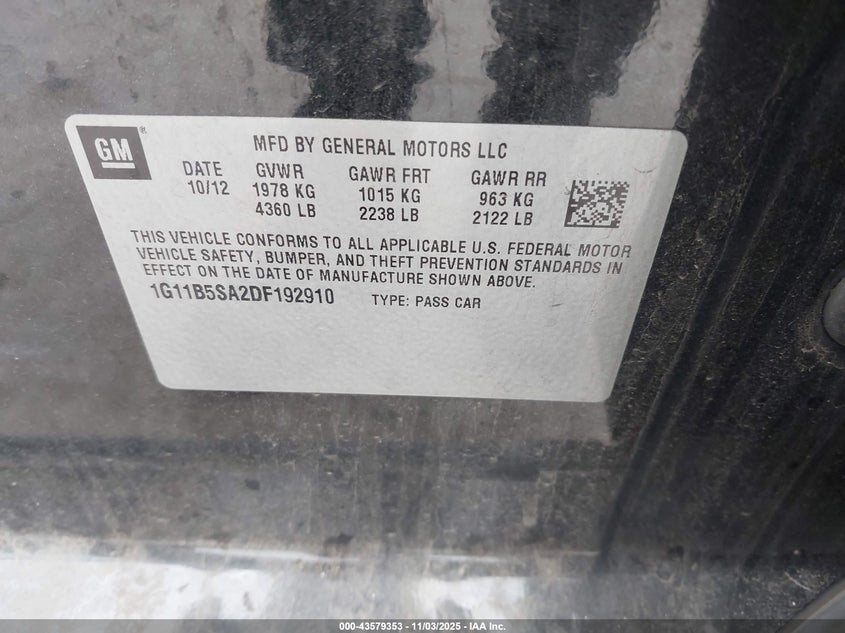 GM
MFD BY GENERAL MOTORS LLC
DATE GVWR GAWR FRT GAWR RR
10/12 1978 KG 1015 KG 963 KG
4360 LB 2238 LB 2122 LB
THIS VEHICLE CONFORMS TO ALL APPLICABLE U.S. FEDERAL MOTOR
VEHICLE SAFETY, BUMPER, AND THEFT PREVENTION STANDARDS IN
EFFECT ON THE DATE OF MANUFACTURE SHOWN ABOVE.
1G11B5SA2DF192910 TYPE: PASS CAR
000-43579353 — 11/03/2025 — IAA Inc.